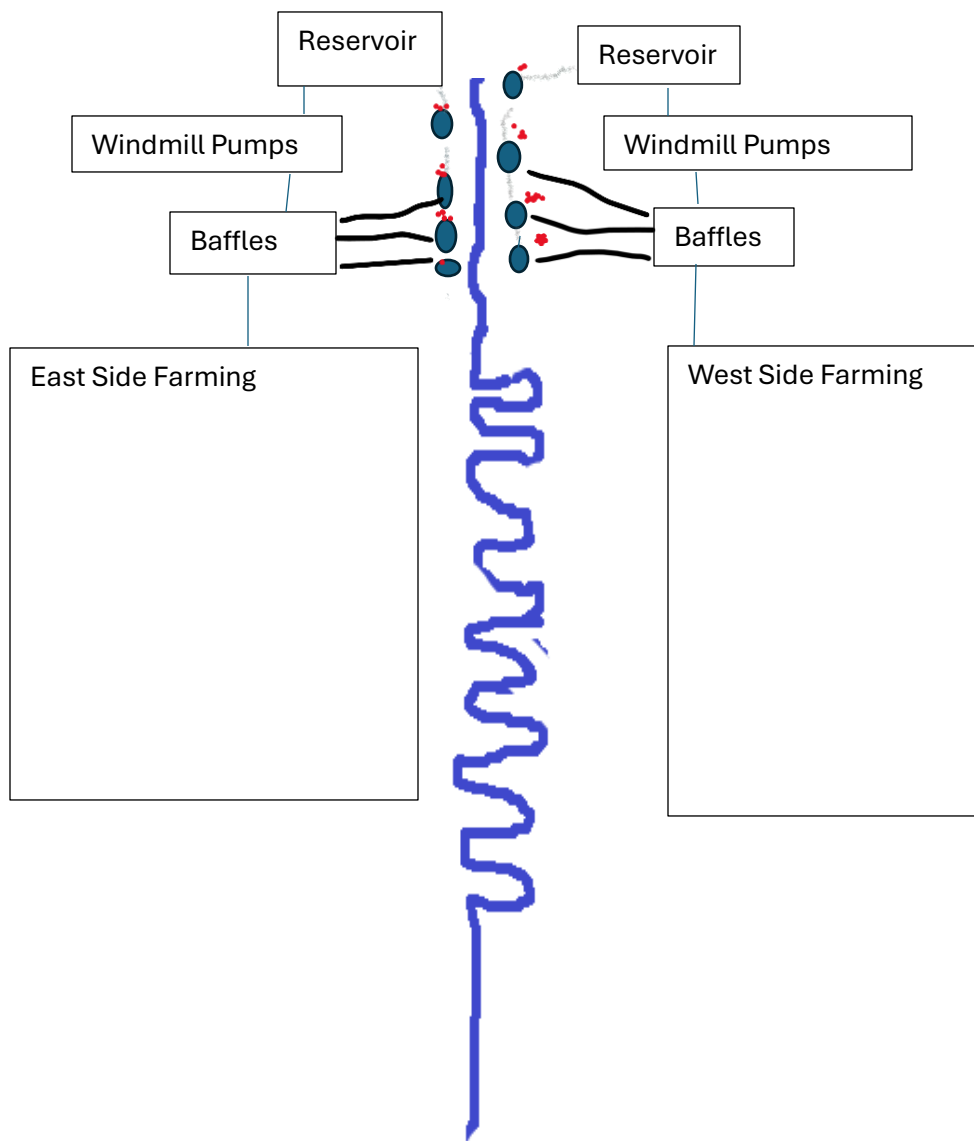 Reservoir
Reservoir
Windmill Pumps
Windmill Pumps
Baffles
Baffles
East Side Farming
West Side Farming